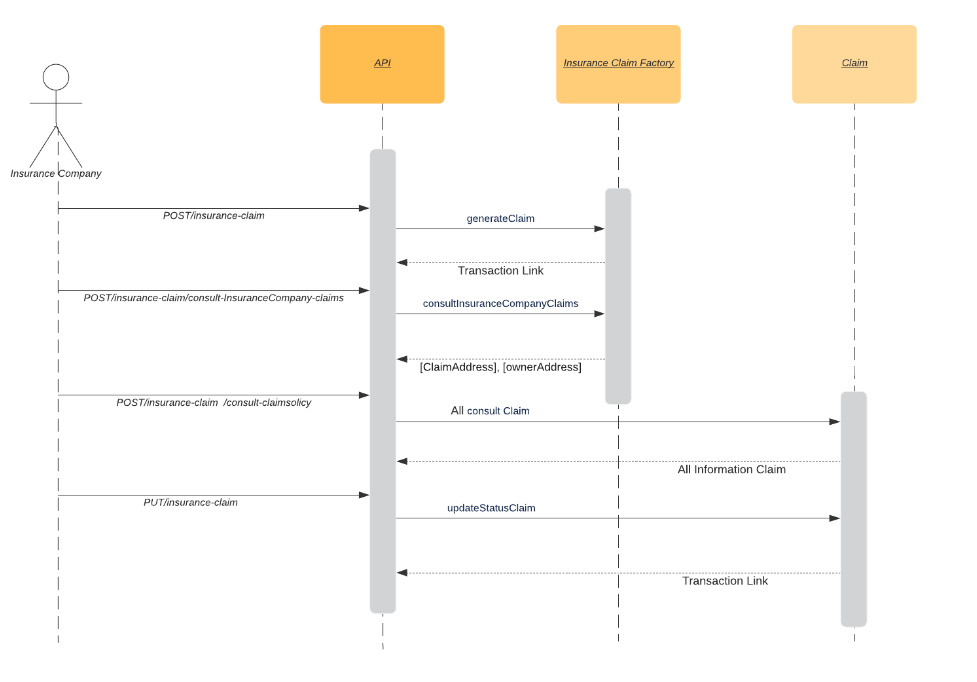 API
Insurance Claim Factory
Claim
Insurance Company
POST/insurance-claim
generateClaim
Transaction Link
POST/insurance-claim/consult-InsuranceCompany-claims
consultInsuranceCompanyClaims
[ClaimAddress], [ownerAddress]
POST/insurance-claim /consult-claimsolicy
All consult Claim
All Information Claim
PUT/insurance-claim
updateStatusClaim
Transaction Link